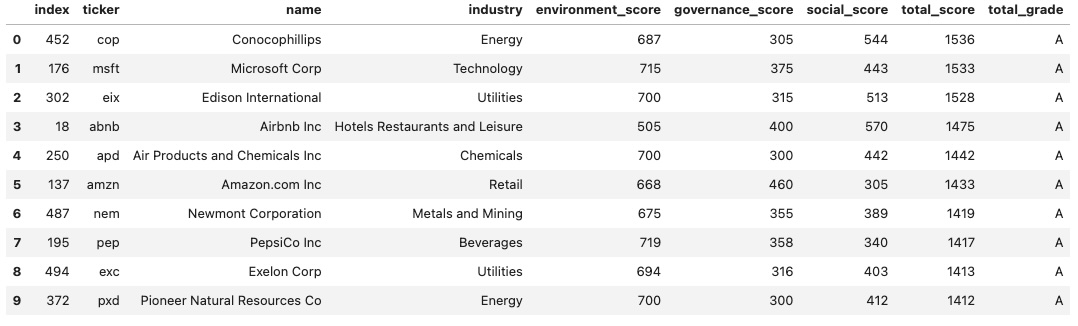 index ticker name industry environment_score governance_score social_score total_score total_grade
0 452 cop Conocophillips Energy 687 305 544 1536 A
1 176 msft Microsoft Corp Technology 715 375 443 1533 A
2 302 eix Edison International Utilities 700 315 513 1528 A
3 18 abnb Airbnb Inc Hotels Restaurants and Leisure 505 400 570 1475 A
4 250 apd Air Products and Chemicals Inc Chemicals 700 300 442 1442 A
5 137 amzn Amazon.com Inc Retail 668 460 305 1433 A
6 487 nem Newmont Corporation Metals and Mining 675 355 389 1419 A
7 195 pep PepsiCo Inc Beverages 719 358 340 1417 A
8 494 exc Exelon Corp Utilities 694 316 403 1413 A
9 372 pxd Pioneer Natural Resources Co Energy 700 300 412 1412 A